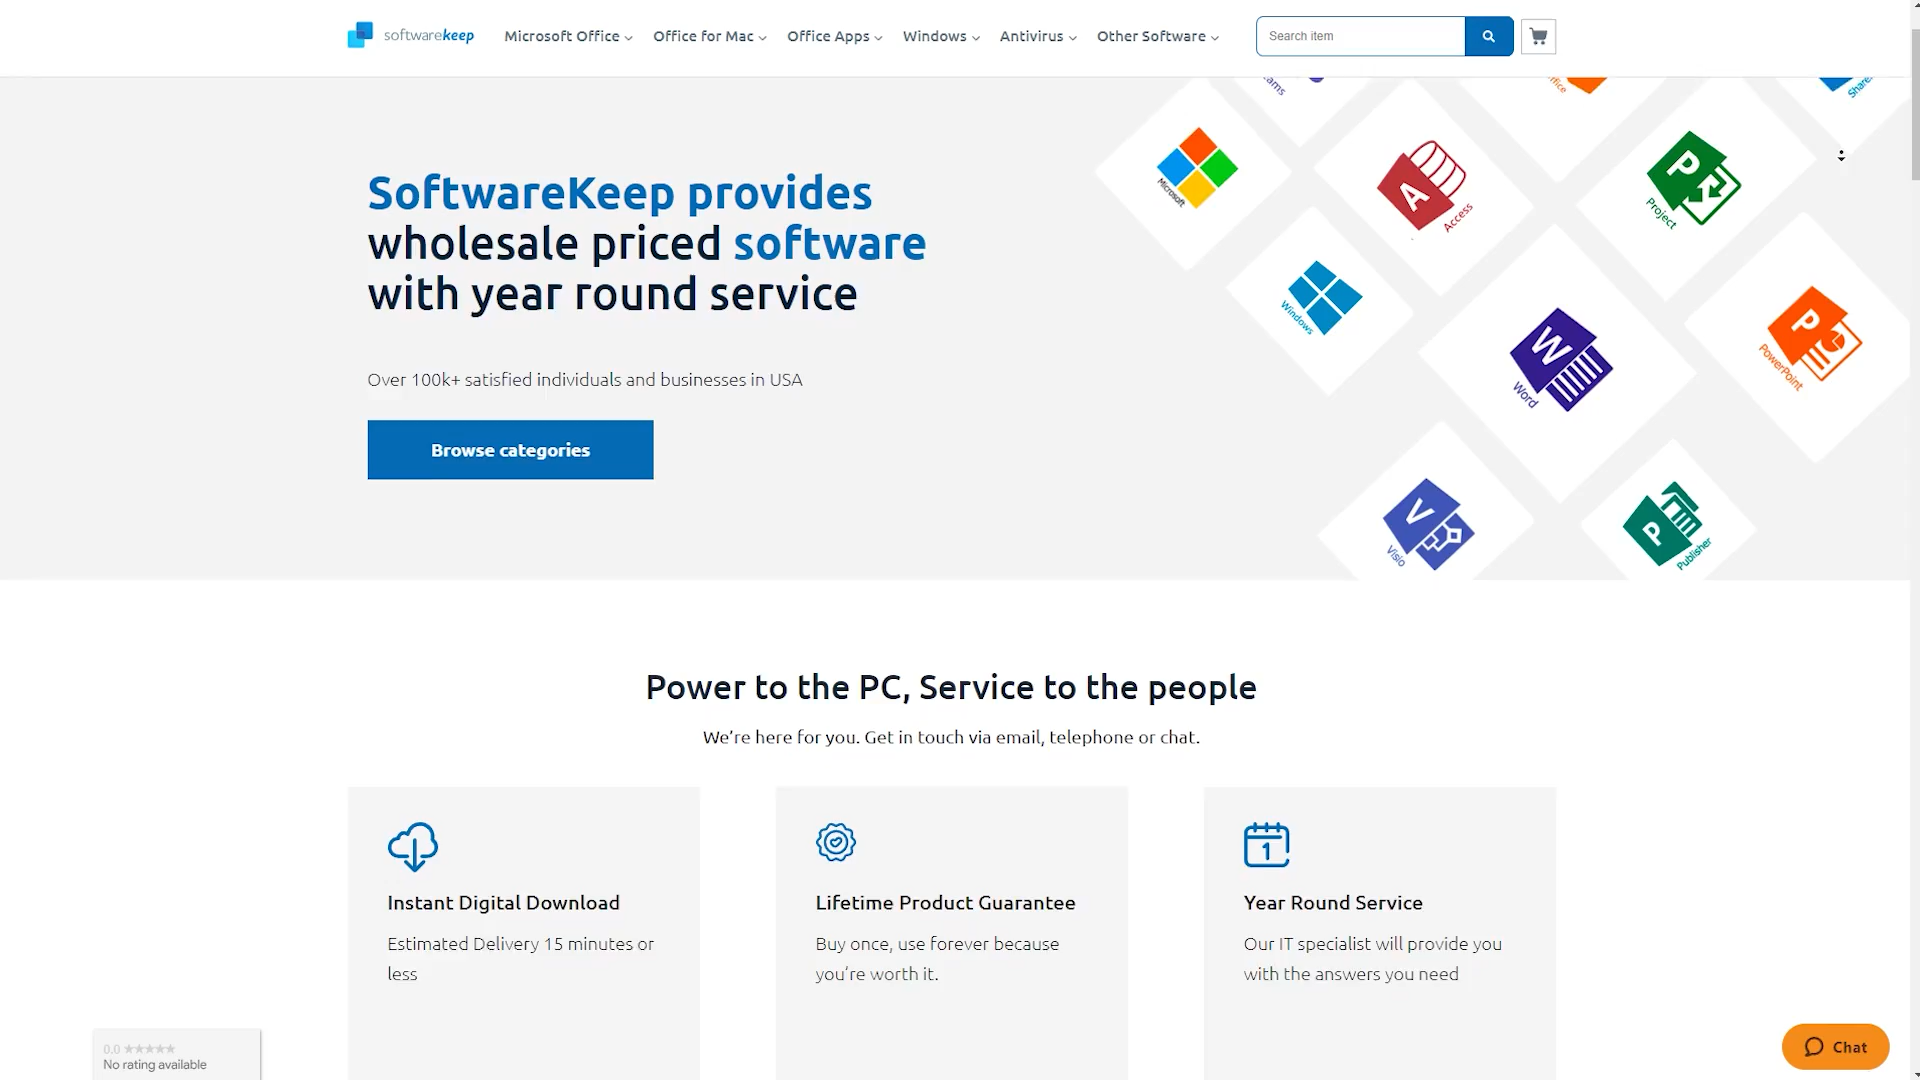 softwarekeep
Microsoft Office
Office for Mac
Office Apps
Windows
Antivirus
Other Software
Search item
SoftwareKeep provides
wholesale priced software
with year round service
Over 100k+ satisfied individuals and businesses in USA
Browse categories
Microsoft
A
Access
P
Project
Windows
W
Word
P
PowerPoint
V
Visio
P
Publisher
Power to the PC, Service to the people
We're here for you. Get in touch via email, telephone or chat.
Instant Digital Download
Estimated Delivery 15 minutes or
less
Lifetime Product Guarantee
Buy once, use forever because
you're worth it.
1
Year Round Service
Our IT specialist will provide you
with the answers you need
0.0 ★★★★★
No rating available
Chat